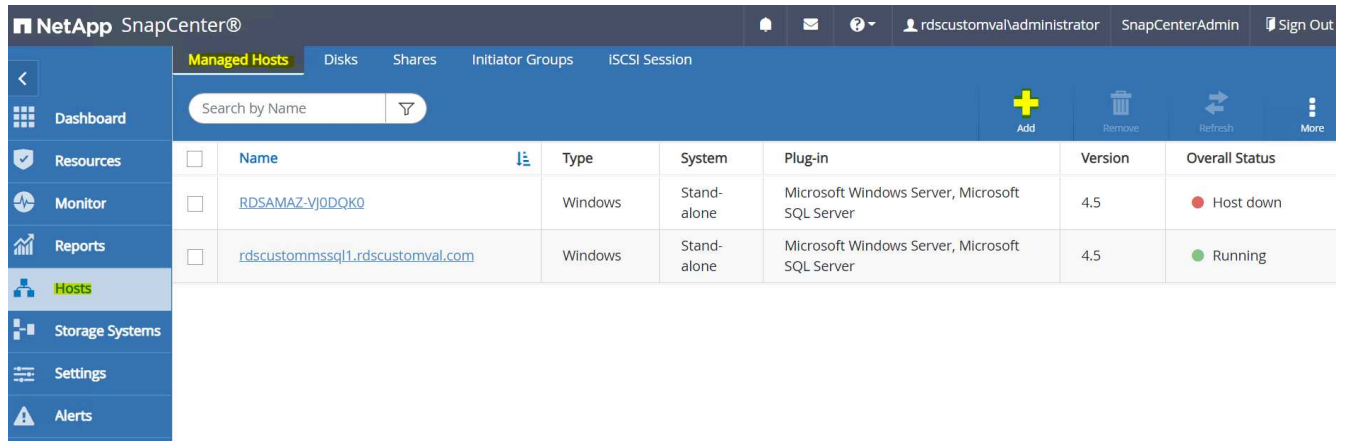 NetApp SnapCenter®
rdscustomval\administrator SnapCenterAdmin Sign Out
Managed Hosts Disks Shares Initiator Groups iSCSI Session
Search by Name
Add Remove Refresh More
Dashboard
Resources
Monitor
Reports
Hosts
Storage Systems
Settings
Alerts
Name Type System Plug-in Version Overall Status
RDSAMAZ-VJ0DQK0 Windows Stand-alone Microsoft Windows Server, Microsoft SQL Server 4.5 Host down
rdscustommssql1.rdscustomval.com Windows Stand-alone Microsoft Windows Server, Microsoft SQL Server 4.5 Running